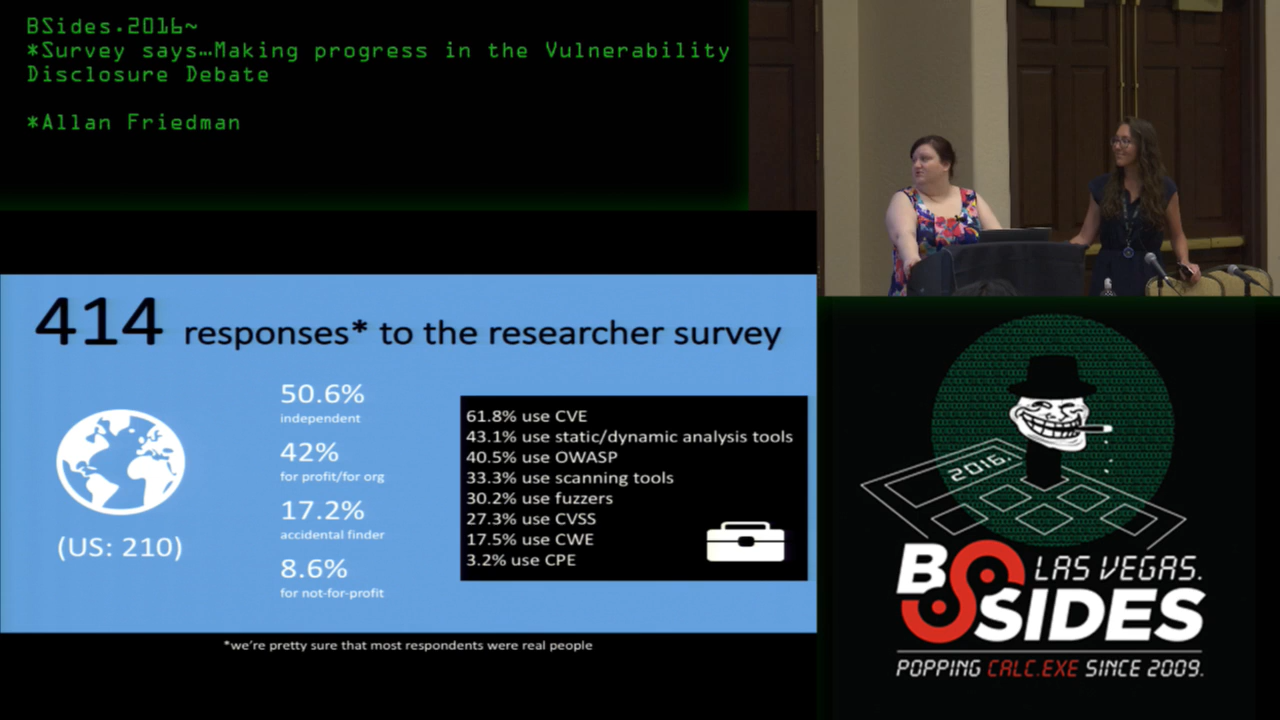 BSides.2016~
*Survey says…Making progress in the Vulnerability
Disclosure Debate
*Allan Friedman
414 responses* to the researcher survey
50.6%
independent
42%
for profit/for org
17.2%
accidental finder
8.6%
for not-for-profit
(US: 210)
61.8% use CVE
43.1% use static/dynamic analysis tools
40.5% use OWASP
33.3% use scanning tools
30.2% use fuzzers
27.3% use CVSS
17.5% use CWE
3.2% use CPE
*we're pretty sure that most respondents were real people
2016.
BSIDES
LAS VEGAS.
POPPING CALC.EXE SINCE 2009.